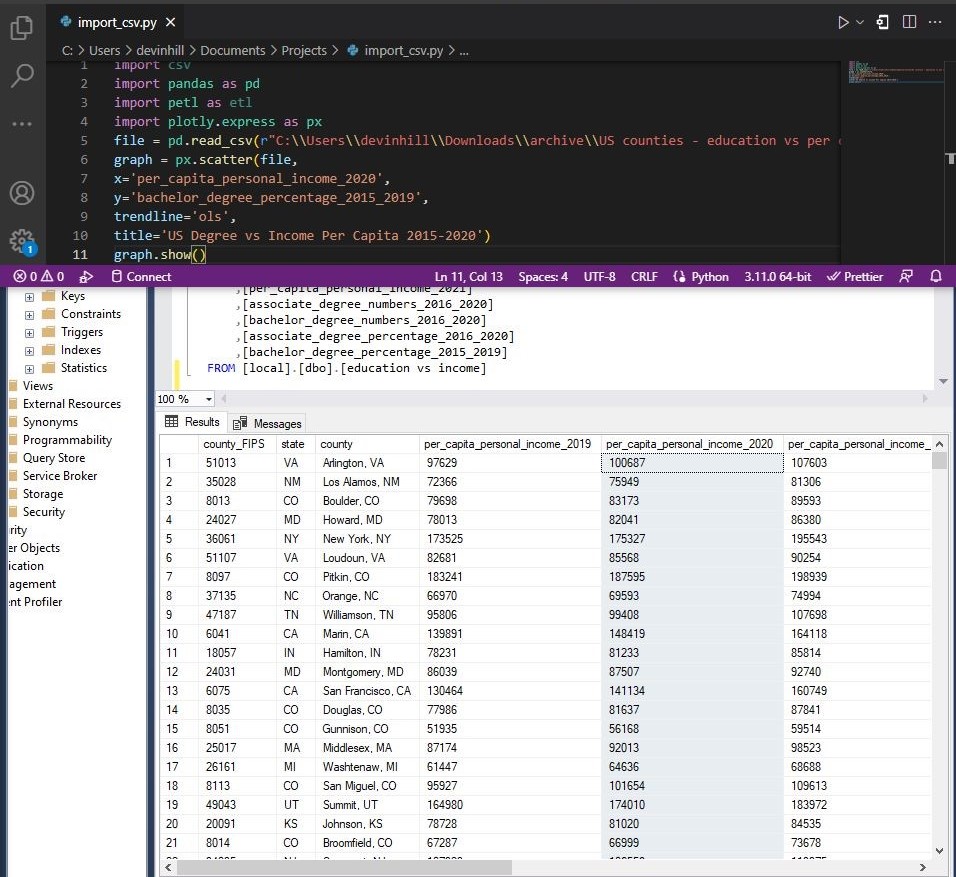 import_csv.py
C: > Users > devinhill > Documents > Projects > import_csv.py > ...
1 import csv
2 import pandas as pd
3 import petl as etl
4 import plotly.express as px
5 file = pd.read_csv(r"C:\\Users\\devinhill\\Downloads\\archive\\US counties - education vs per
6 graph = px.scatter(file,
7 x='per_capita_personal_income_2020',
8 y='bachelor_degree_percentage_2015_2019',
9 trendline='ols',
10 title='US Degree vs Income Per Capita 2015-2020')
11 graph.show()
1
0 0 Connect Ln 11, Col 13 Spaces: 4 UTF-8 CRLF Python 3.11.0 64-bit Prettier
Keys
Constraints
Triggers
Indexes
Statistics
Views
External Resources
Synonyms
Programmability
Query Store
Service Broker
Storage
Security
rity
er Objects
ication
agement
ent Profiler
,[per_capita_personal_income_2021]
,[associate_degree_numbers_2016_2020]
,[bachelor_degree_numbers_2016_2020]
,[associate_degree_percentage_2016_2020]
,[bachelor_degree_percentage_2015_2019]
FROM [local].[dbo].[education vs income]
100 %
Results Messages
county_FIPS state county per_capita_personal_income_2019 per_capita_personal_income_2020 per_capita_personal_income_
1 51013 VA Arlington, VA 97629 100687 107603
2 35028 NM Los Alamos, NM 72366 75949 81306
3 8013 CO Boulder, CO 79698 83173 89593
4 24027 MD Howard, MD 78013 82041 86380
5 36061 NY New York, NY 173525 175327 195543
6 51107 VA Loudoun, VA 82681 85568 90254
7 8097 CO Pitkin, CO 183241 187595 198939
8 37135 NC Orange, NC 66970 69593 74994
9 47187 TN Williamson, TN 95806 99408 107698
10 6041 CA Marin, CA 139891 148419 164118
11 18057 IN Hamilton, IN 78231 81233 85814
12 24031 MD Montgomery, MD 86039 87507 92740
13 6075 CA San Francisco, CA 130464 141134 160749
14 8035 CO Douglas, CO 77986 81637 87841
15 8051 CO Gunnison, CO 51935 56168 59514
16 25017 MA Middlesex, MA 87174 92013 98523
17 26161 MI Washtenaw, MI 61447 64636 68688
18 8113 CO San Miguel, CO 95927 101654 109613
19 49043 UT Summit, UT 164980 174010 183972
20 20091 KS Johnson, KS 78728 81020 84535
21 8014 CO Broomfield, CO 67287 66999 73678